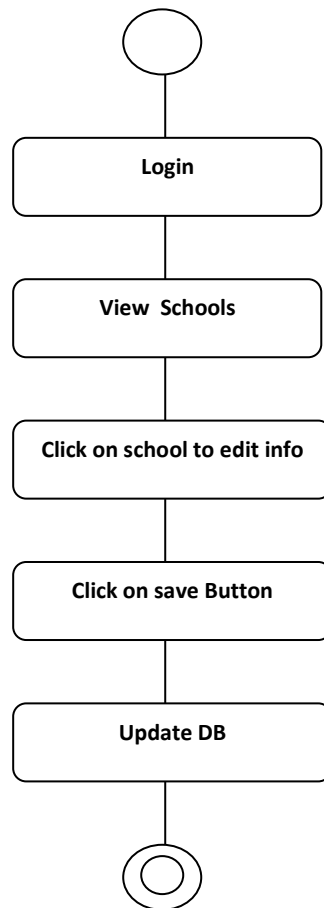 Login
View Schools
Click on school to edit info
Click on save Button
Update DB